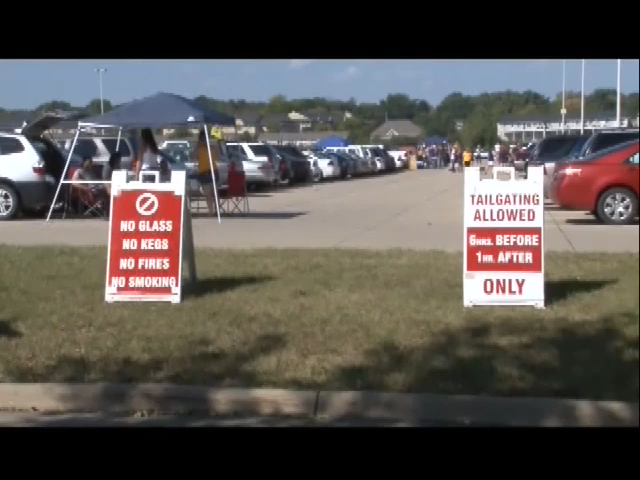 NO GLASS
NO KEGS
NO FIRES
NO SMOKING
TAILGATING
ALLOWED
6HRS. BEFORE
1HR. AFTER
ONLY